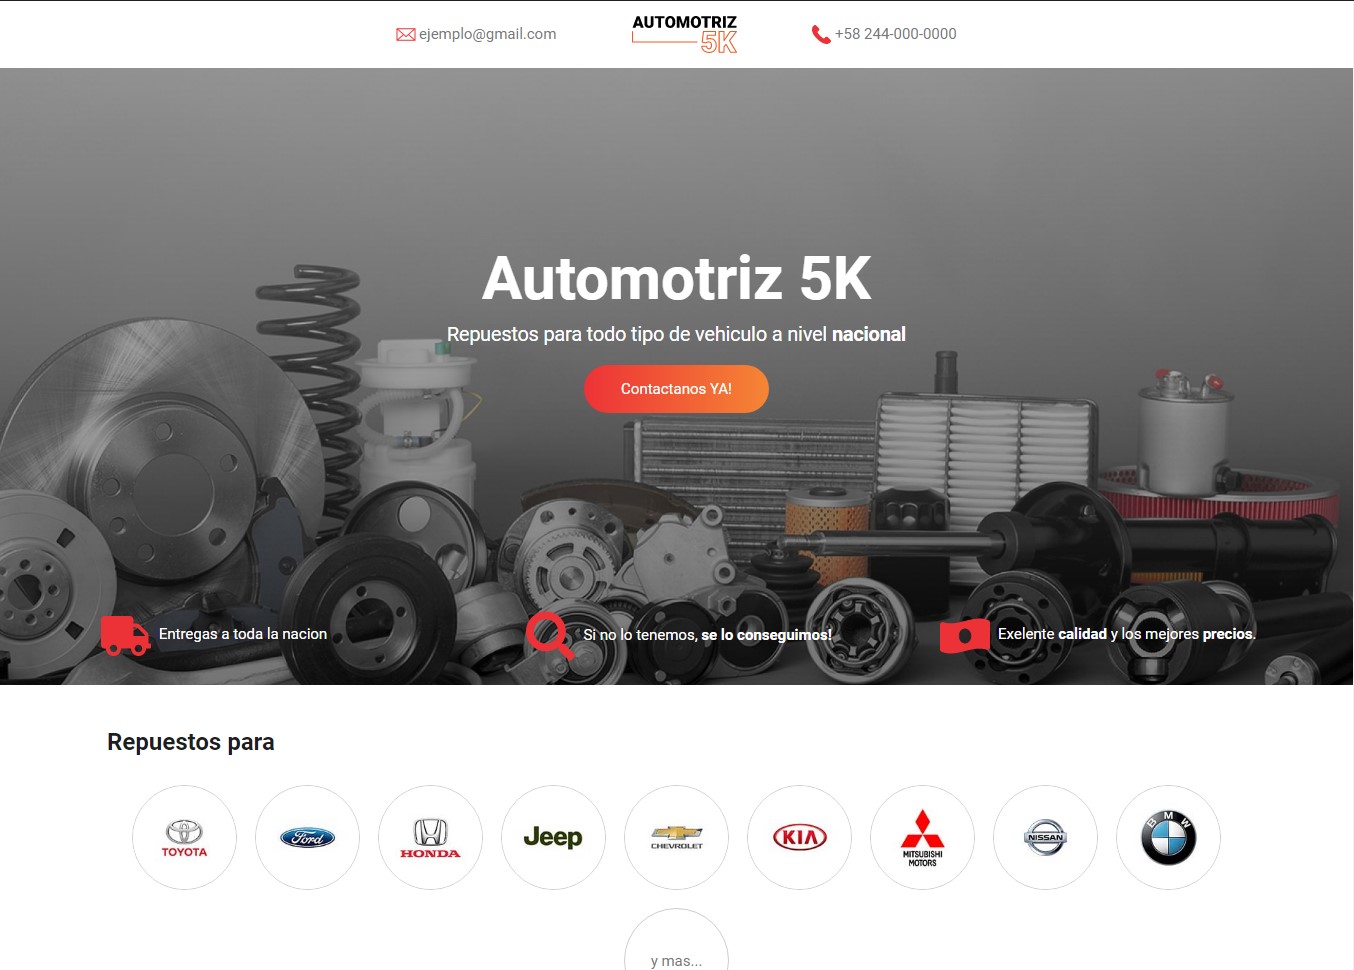 ejemplo@gmail.com
AUTOMOTRIZ
5K
+58 244-000-0000
Automotriz 5K
Repuestos para todo tipo de vehiculo a nivel nacional
Contactanos YA!
Entregas a toda la nacion
Si no lo tenemos, se lo conseguimos!
Exelente calidad y los mejores precios.
Repuestos para
TOYOTA
Ford
HONDA
Jeep
CHEVROLET
KIA
MITSUBISHI
MOTORS
NISSAN
BMW
y mas...